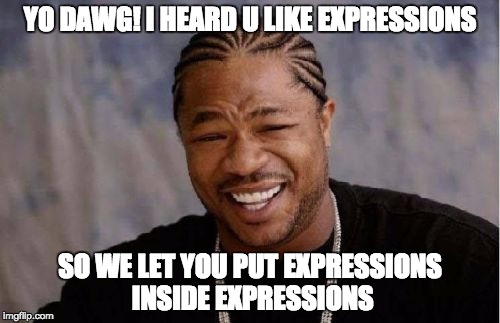 YO DAWG! I HEARD U LIKE EXPRESSIONS
SO WE LET YOU PUT EXPRESSIONS
INSIDE EXPRESSIONS
imgflip.com